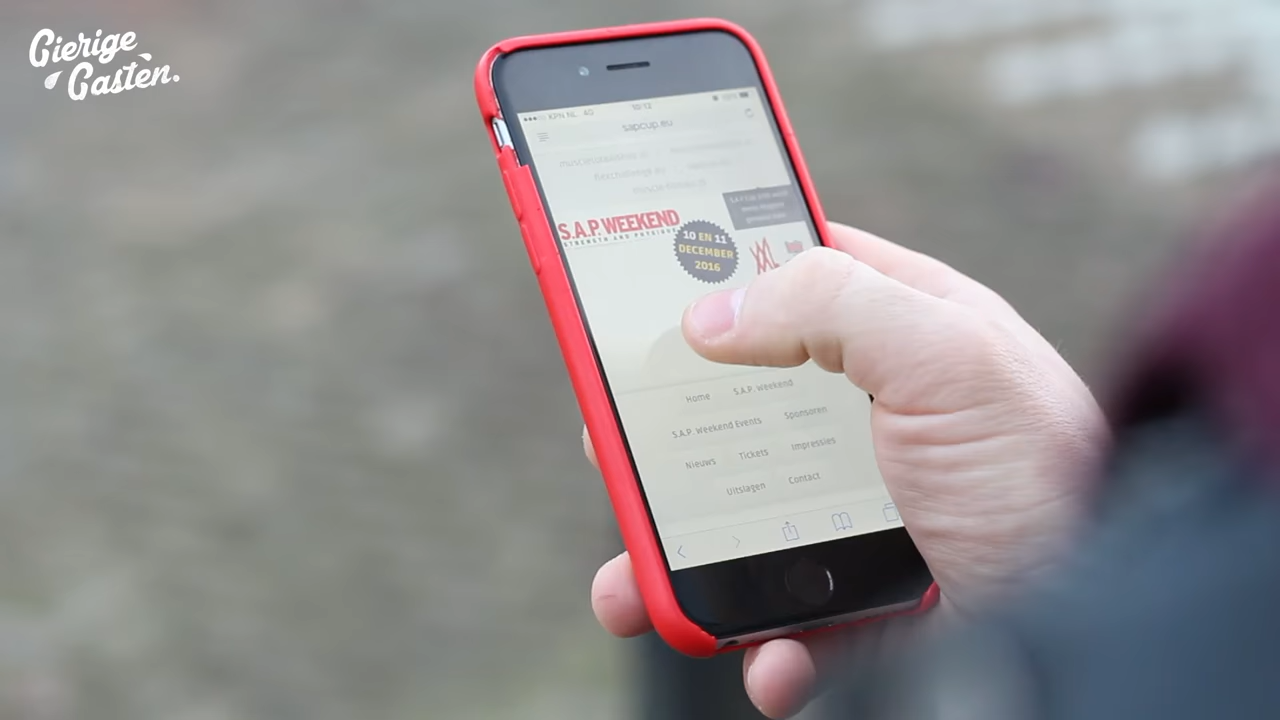 Gierige
Gasten.
KPN NL 4G 10:12
sapcup.eu
S.A.P. WEEKEND
STRENGTH AND PHYSIQUE
10 EN 11
DECEMBER
2016
XXL
Home S.A.P. Weekend
S.A.P. Weekend Events Sponsoren
Nieuws Tickets Impressies
Uitslagen Contact